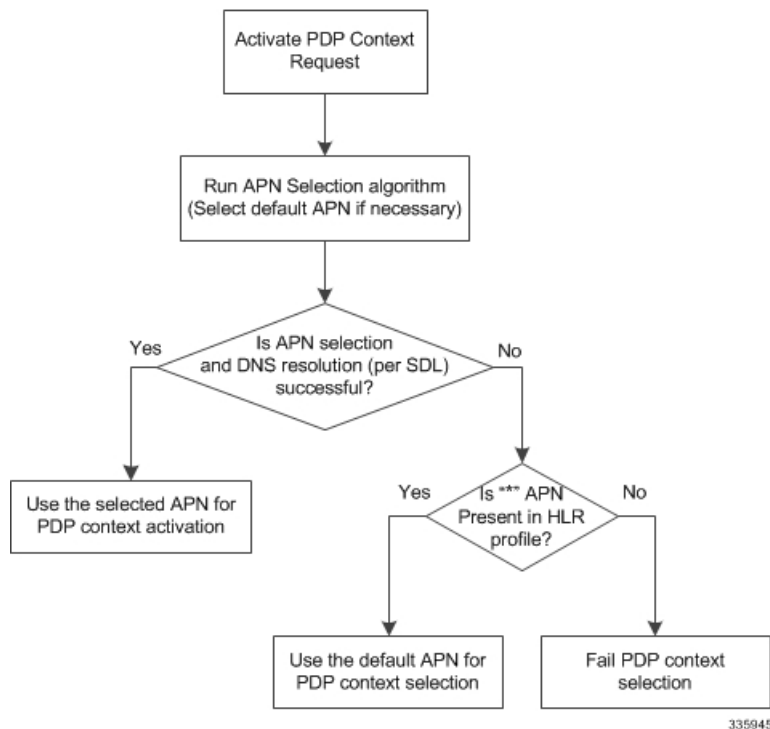 Activate PDP Context
Request
Run APN Selection algorithm
(Select default APN if necessary)
Yes
Is APN selection
and DNS resolution (per SDL)
successful?
No
Use the selected APN for
PDP context activation
Yes
Is "*" APN
Present in HLR
profile?
No
Use the default APN for
PDP context selection
Fail PDP context
selection
335945